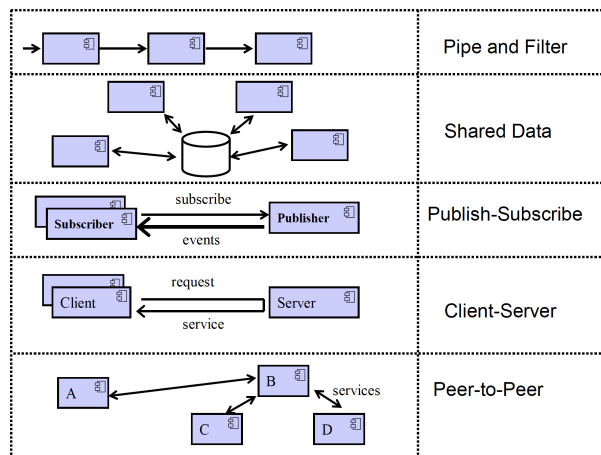 Pipe and Filter
Shared Data
subscribe
Subscriber
Publisher
events
Publish-Subscribe
request
Client
Server
service
Client-Server
A
B
services
C
D
Peer-to-Peer